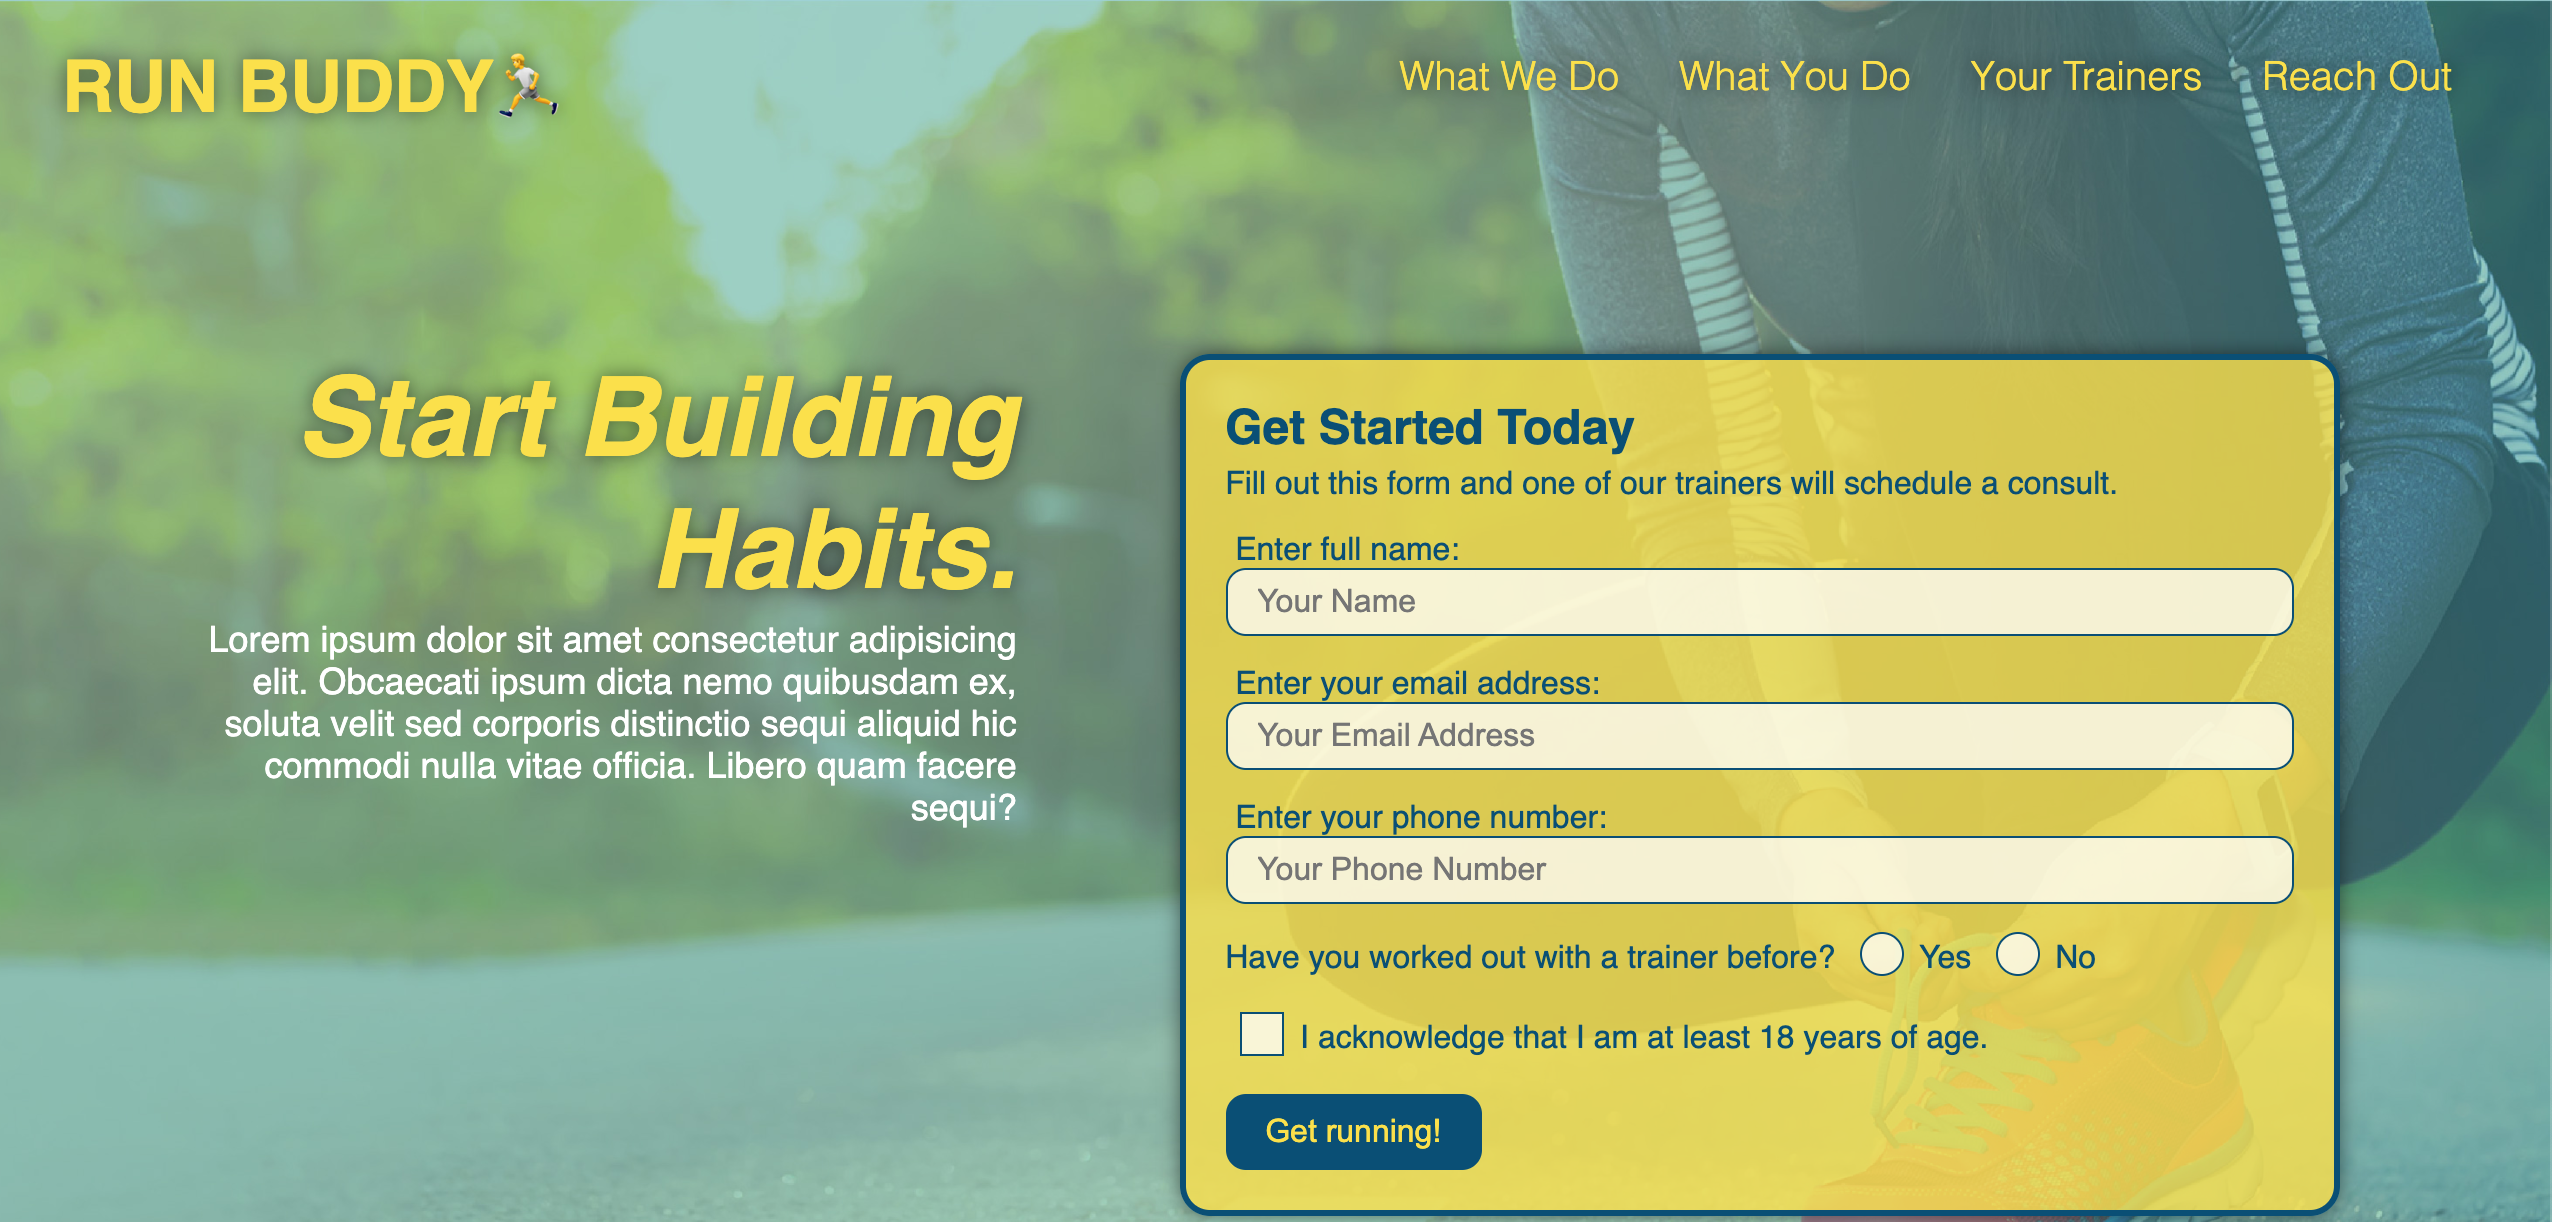 RUN BUDDY🏃
What We Do What You Do Your Trainers Reach Out
Start Building
Habits.
Lorem ipsum dolor sit amet consectetur adipisicing
elit. Obcaecati ipsum dicta nemo quibusdam ex,
soluta velit sed corporis distinctio sequi aliquid hic
commodi nulla vitae officia. Libero quam facere
sequi?
Get Started Today
Fill out this form and one of our trainers will schedule a consult.
Enter full name:
Your Name
Enter your email address:
Your Email Address
Enter your phone number:
Your Phone Number
Have you worked out with a trainer before? Yes No
I acknowledge that I am at least 18 years of age.
Get running!